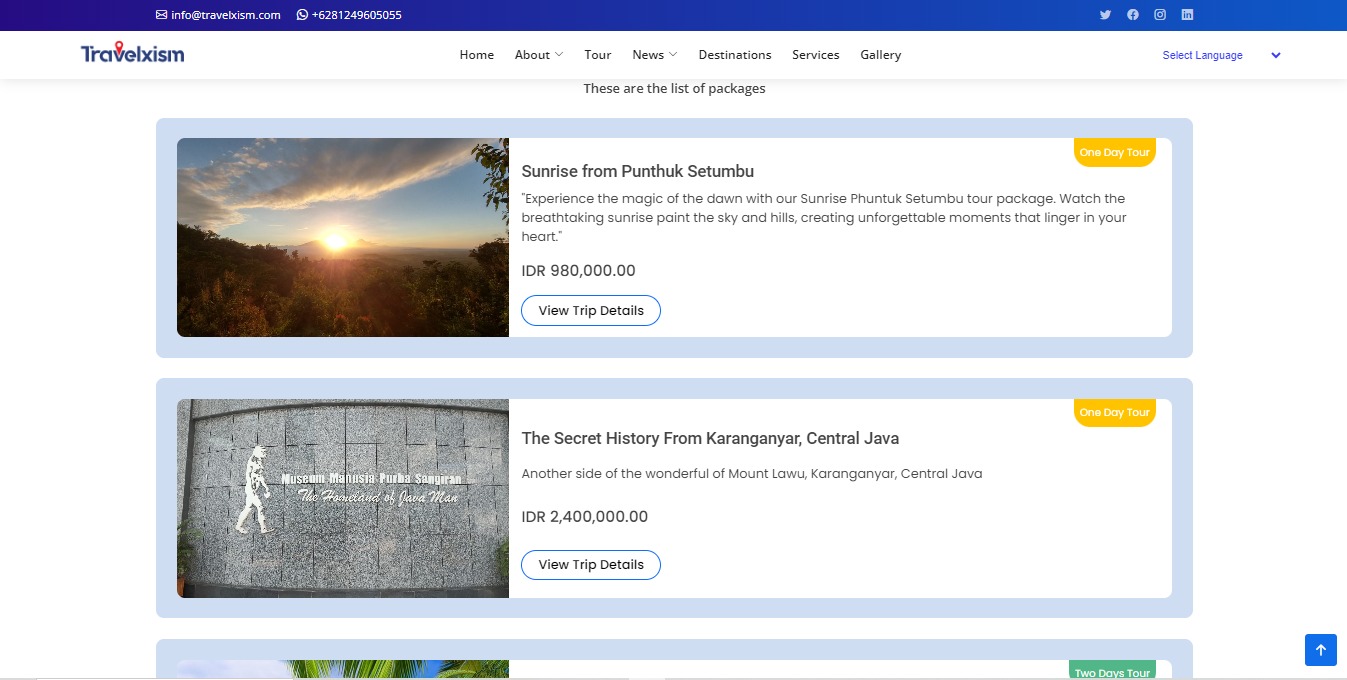 info@travelxism.com +6281249605055
Travelxism Home About Tour News Destinations Services Gallery Select Language
These are the list of packages
One Day Tour
Sunrise from Punthuk Setumbu
"Experience the magic of the dawn with our Sunrise Phuntuk Setumbu tour package. Watch the
breathtaking sunrise paint the sky and hills, creating unforgettable moments that linger in your
heart."
IDR 980,000.00
View Trip Details
One Day Tour
The Secret History From Karanganyar, Central Java
Museum Manusia Purba Sangiran
The Homeland of Java Man
Another side of the wonderful of Mount Lawu, Karanganyar, Central Java
IDR 2,400,000.00
View Trip Details
Two Days Tour